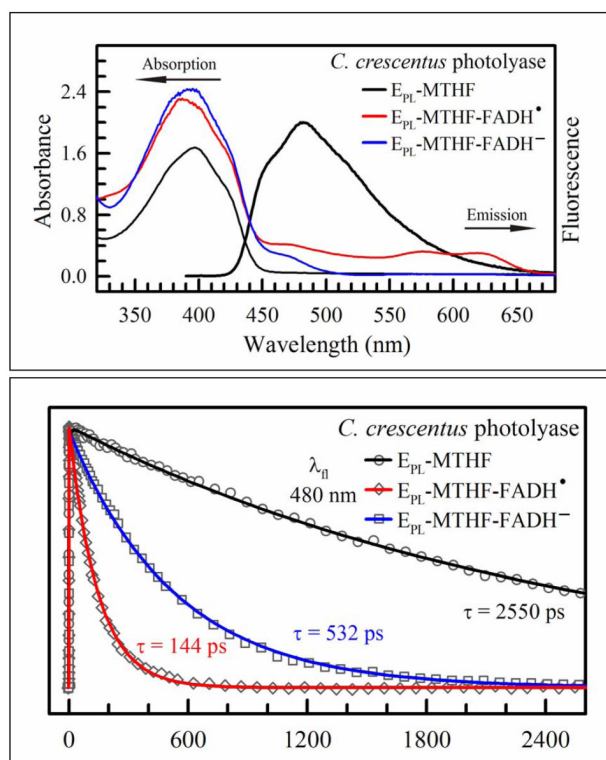 Absorption
C. crescentus photolyase
E_PL-MTHF
E_PL-MTHF-FADH•
E_PL-MTHF-FADH⁻
Emission
Absorbance
2.4
1.6
0.8
0.0
Fluorescence
350 400 450 500 550 600 650
Wavelength (nm)
C. crescentus photolyase
λ_fl
480 nm
E_PL-MTHF
E_PL-MTHF-FADH•
E_PL-MTHF-FADH⁻
τ = 2550 ps
τ = 532 ps
τ = 144 ps
0 600 1200 1800 2400